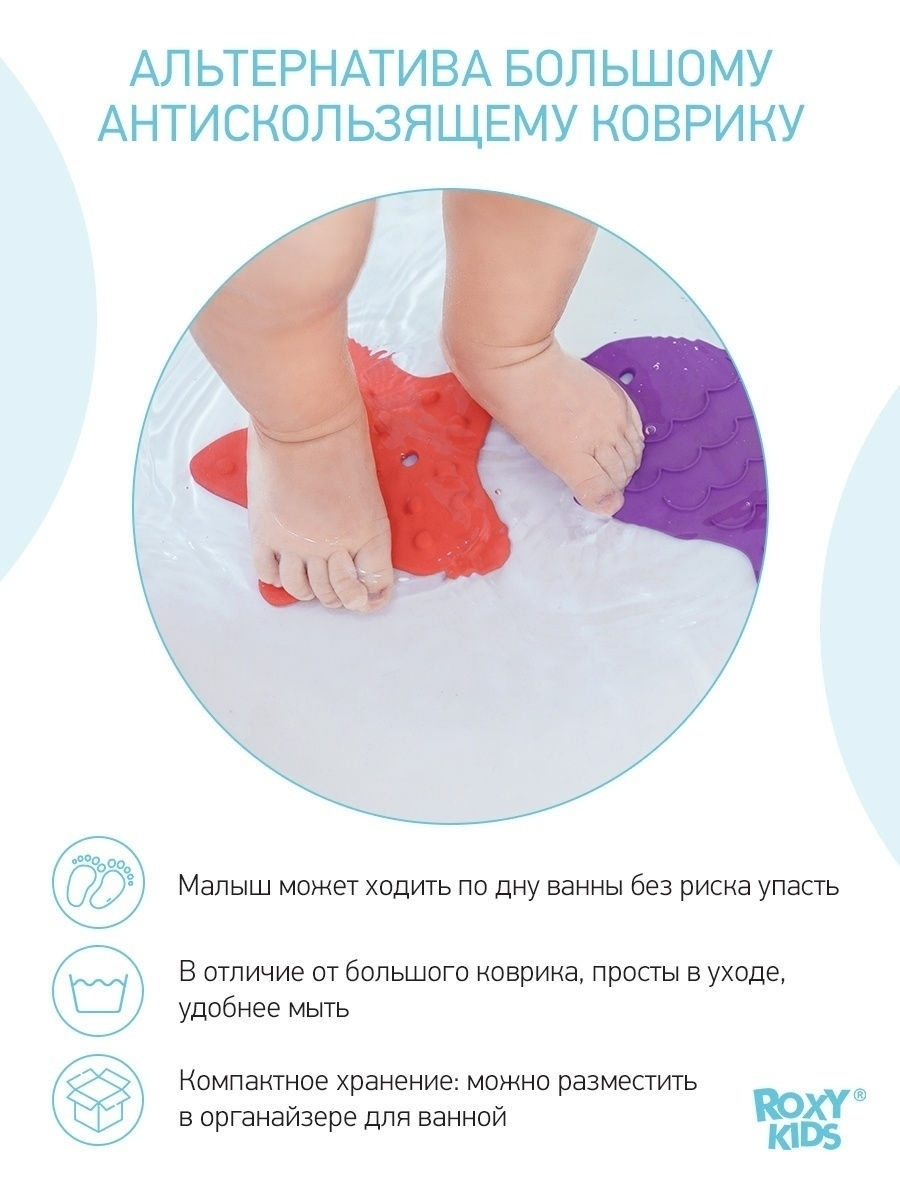 АЛЬТЕРНАТИВА БОЛЬШОМУ
АНТИСКОЛЬЗЯЩЕМУ КОВРИКУ
Малыш может ходить по дну ванны без риска упасть
В отличие от большого коврика, просты в уходе,
удобнее мыть
Компактное хранение: можно разместить
в органайзере для ванной
ROXY ®
KIDS